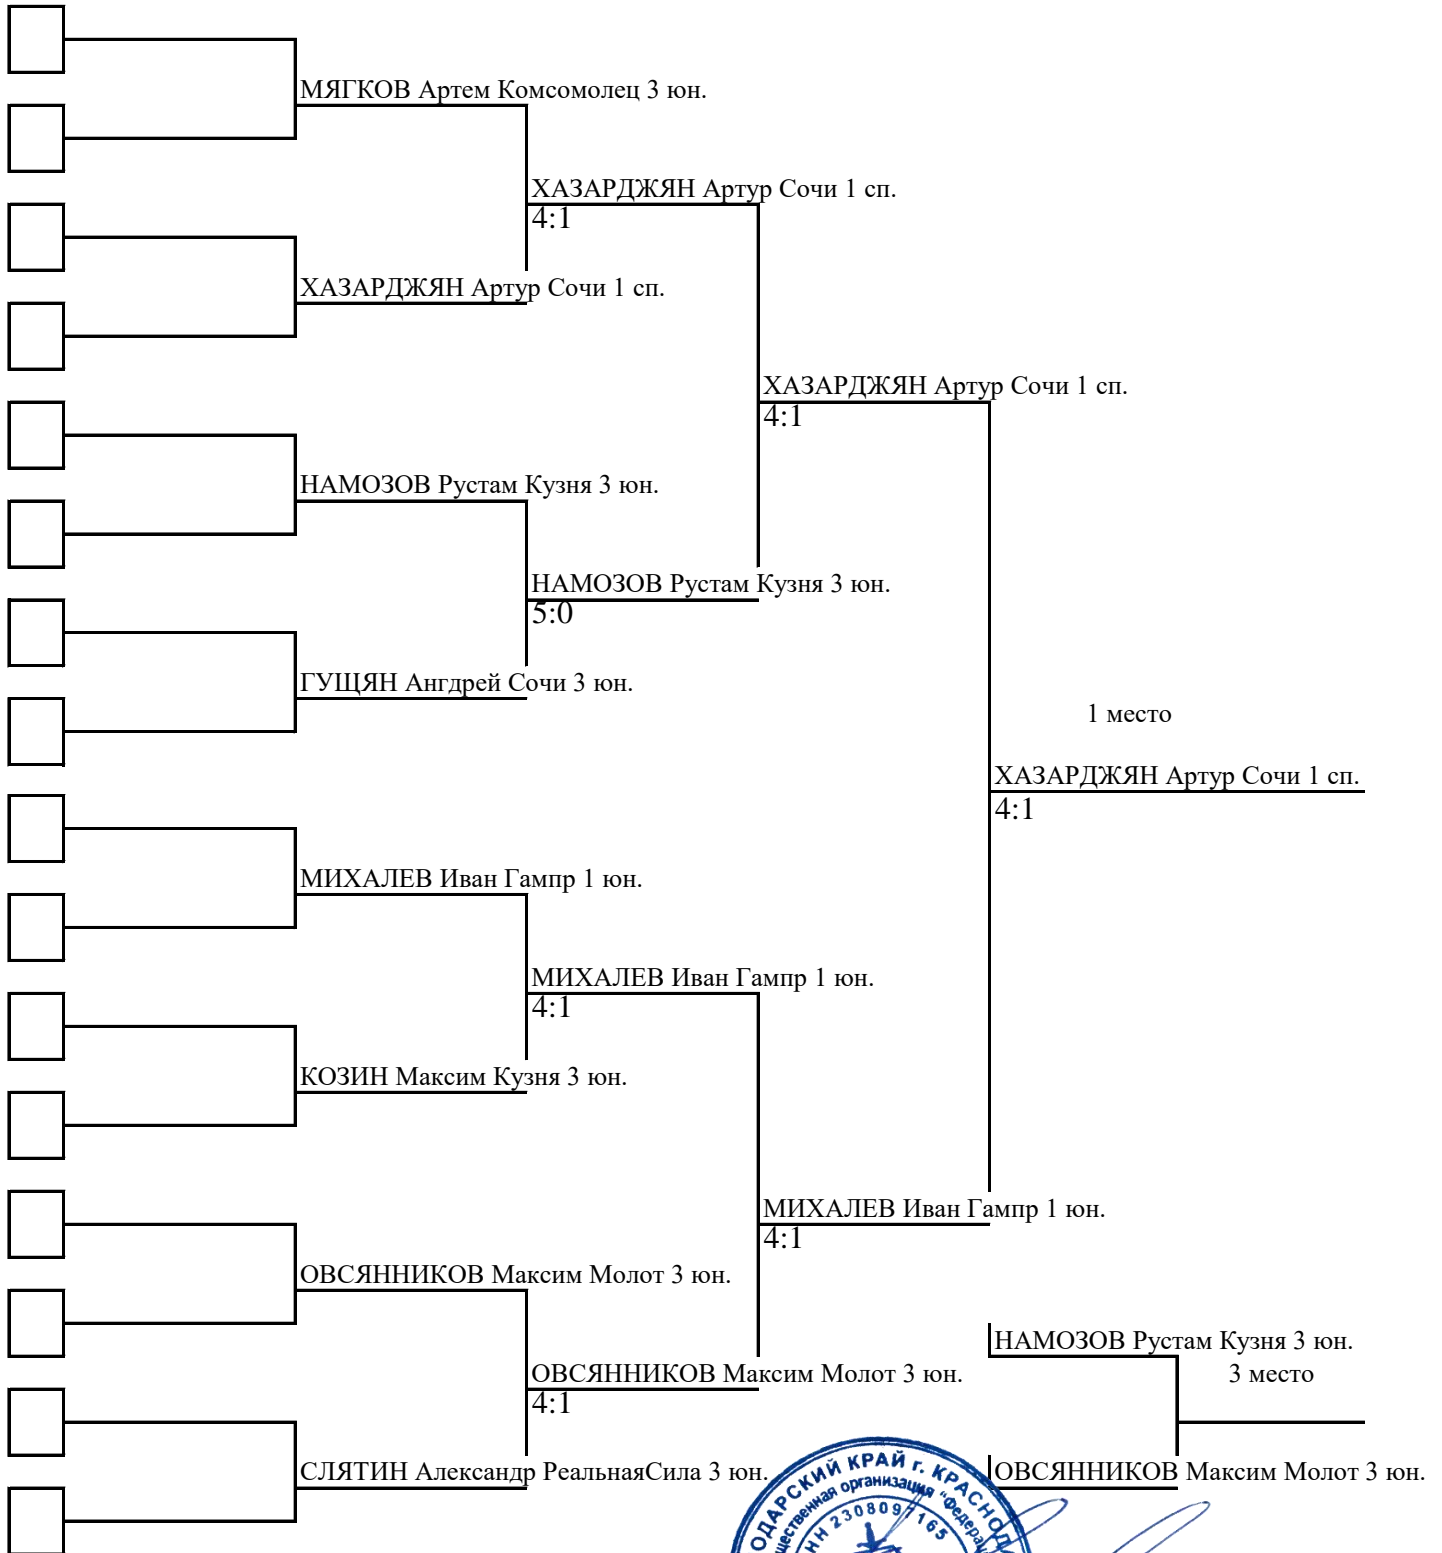 МЯГКОВ Артем Комсомолец 3 юн.
ХАЗАРДЖЯН Артур Сочи 1 сп.
4:1
ХАЗАРДЖЯН Артур Сочи 1 сп.
ХАЗАРДЖЯН Артур Сочи 1 сп.
4:1
НАМОЗОВ Рустам Кузня 3 юн.
НАМОЗОВ Рустам Кузня 3 юн.
5:0
ГУЩЯН Ангдрей Сочи 3 юн.
1 место
ХАЗАРДЖЯН Артур Сочи 1 сп.
4:1
МИХАЛЕВ Иван Гампр 1 юн.
МИХАЛЕВ Иван Гампр 1 юн.
4:1
КОЗИН Максим Кузня 3 юн.
МИХАЛЕВ Иван Гампр 1 юн.
4:1
ОВСЯННИКОВ Максим Молот 3 юн.
НАМОЗОВ Рустам Кузня 3 юн.
ОВСЯННИКОВ Максим Молот 3 юн.
3 место
4:1
СЛЯТИН Александр РеальнаяСила 3 юн.
ОВСЯННИКОВ Максим Молот 3 юн.
КРАЙ г.
организация
2308097165